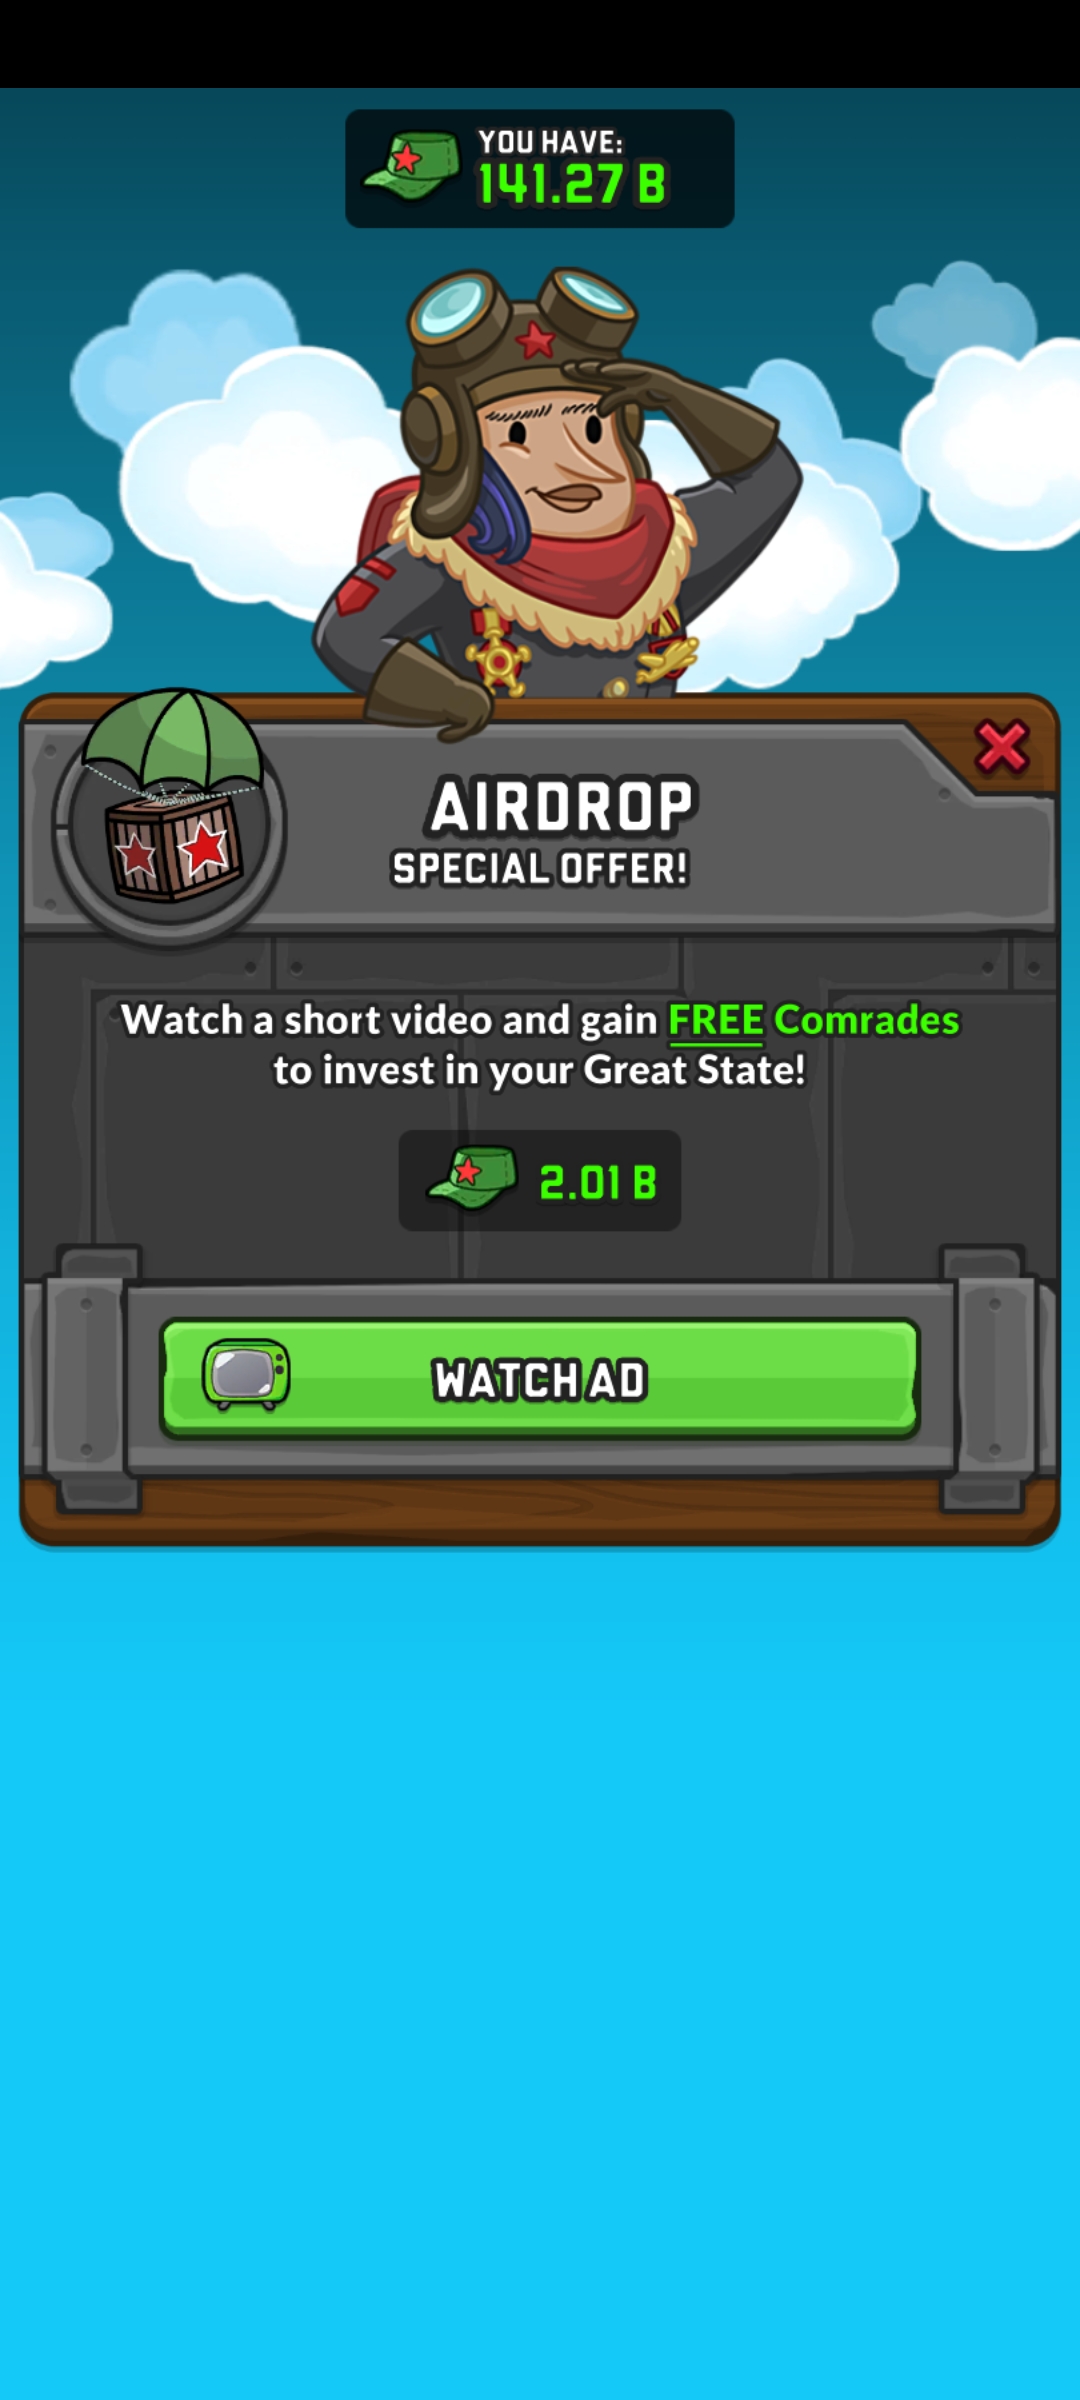 YOU HAVE:
141.27 B
AIRDROP
SPECIAL OFFER!
Watch a short video and gain FREE Comrades
to invest in your Great State!
2.01 B
WATCH AD